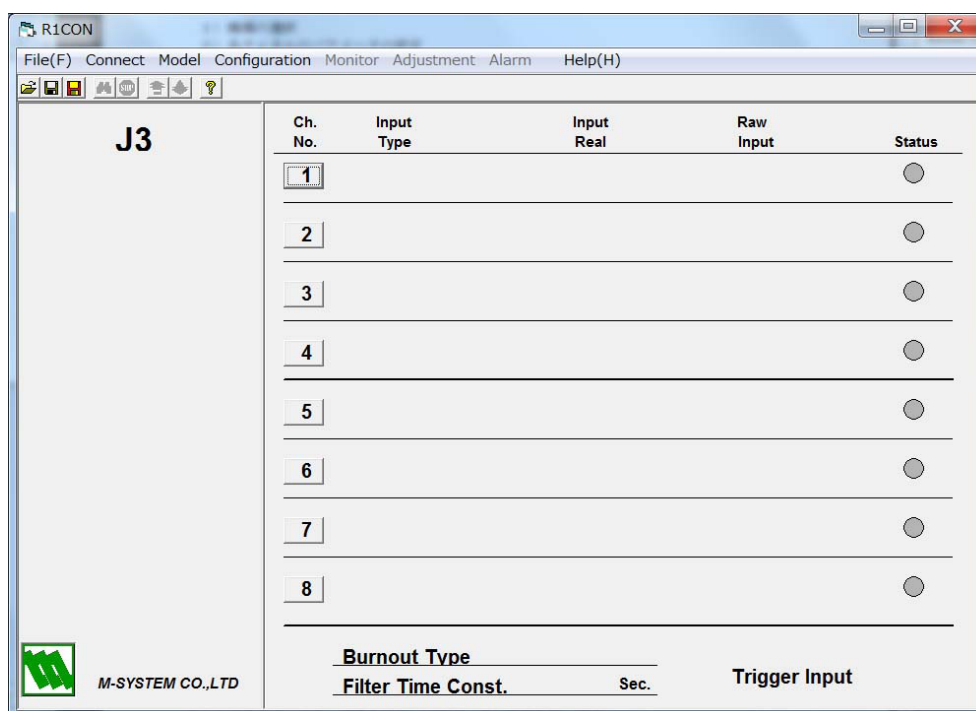 R1CON
File(F) Connect Model Configuration Monitor Adjustment Alarm Help(H)
STOP ?
J3
Ch. No. Input Type Input Real Raw Input Status
1
2
3
4
5
6
7
8
Burnout Type
Filter Time Const. Sec.
Trigger Input
M-SYSTEM CO.,LTD